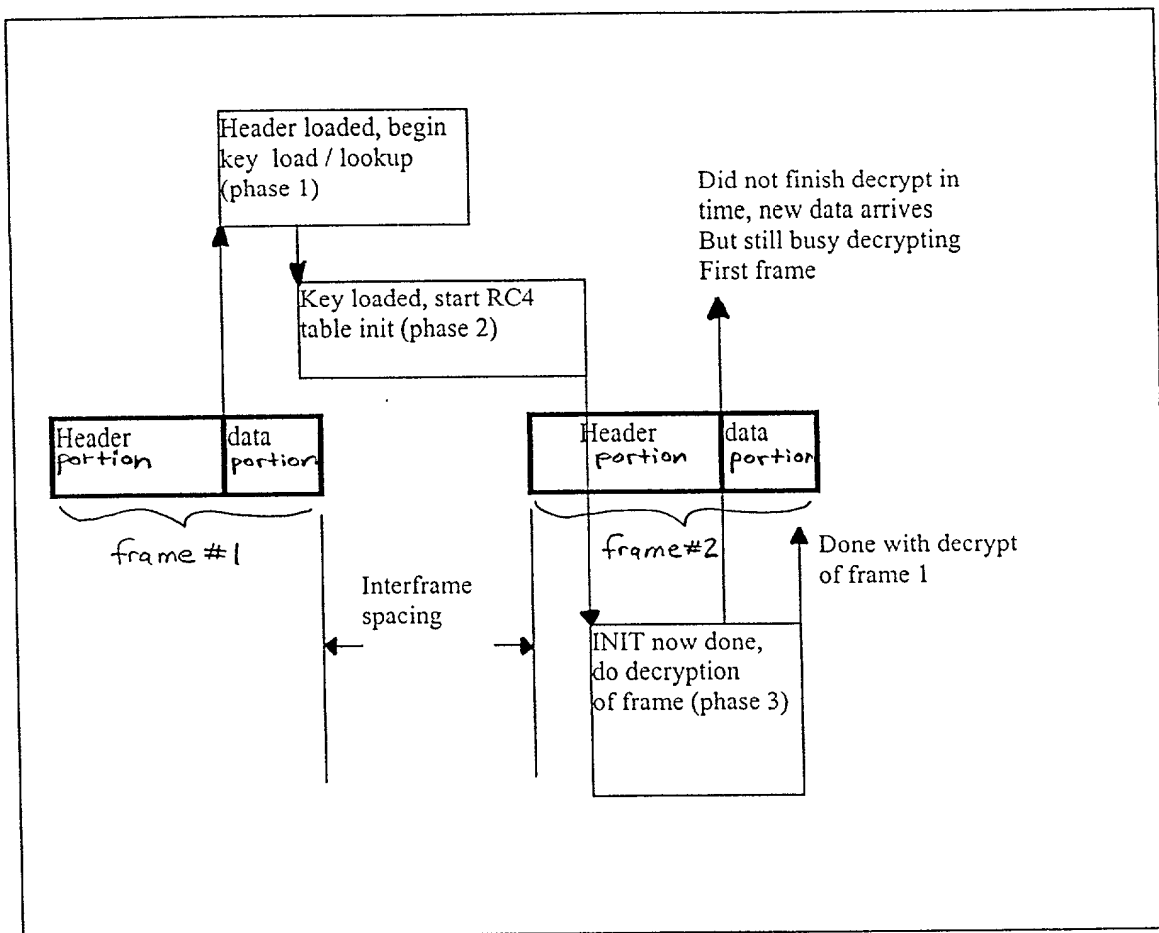 Header loaded, begin
key load / lookup
(phase 1)
Did not finish decrypt in
time, new data arrives
But still busy decrypting
First frame
Key loaded, start RC4
table init (phase 2)
Header
portion
data
portion
Header
portion
data
portion
frame #1
frame#2
Done with decrypt
of frame 1
Interframe
spacing
INIT now done,
do decryption
of frame (phase 3)